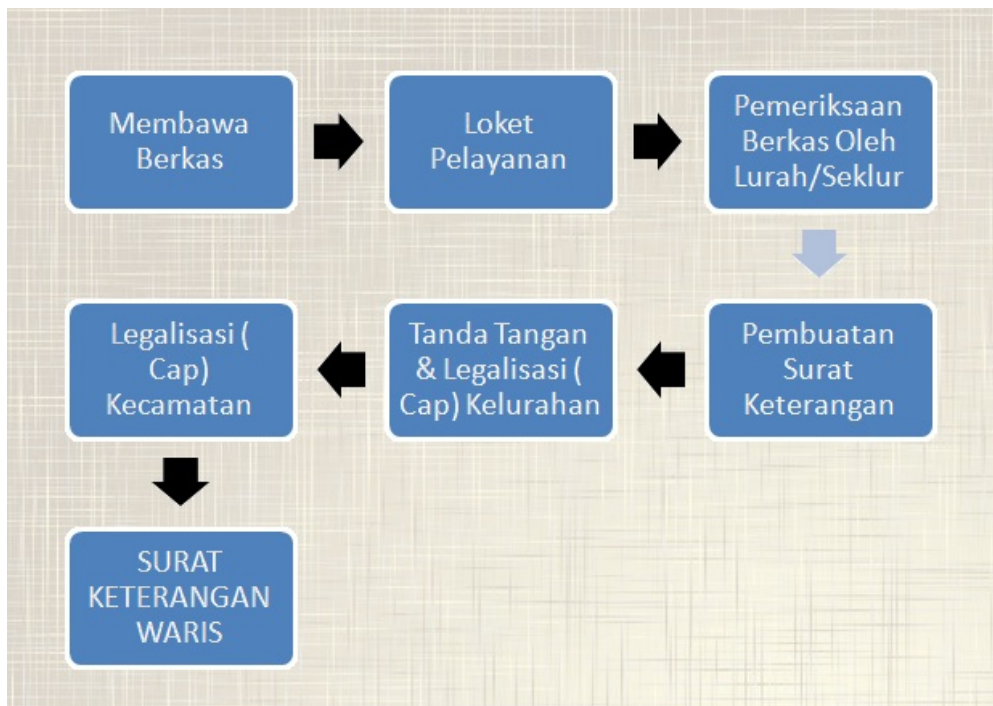 Membawa
Berkas
Loket
Pelayanan
Pemeriksaan
Berkas Oleh
Lurah/Seklur
Pembuatan
Surat
Keterangan
Tanda Tangan
& Legalisasi (
Cap) Kelurahan
Legalisasi (
Cap)
Kecamatan
SURAT
KETERANGAN
WARIS